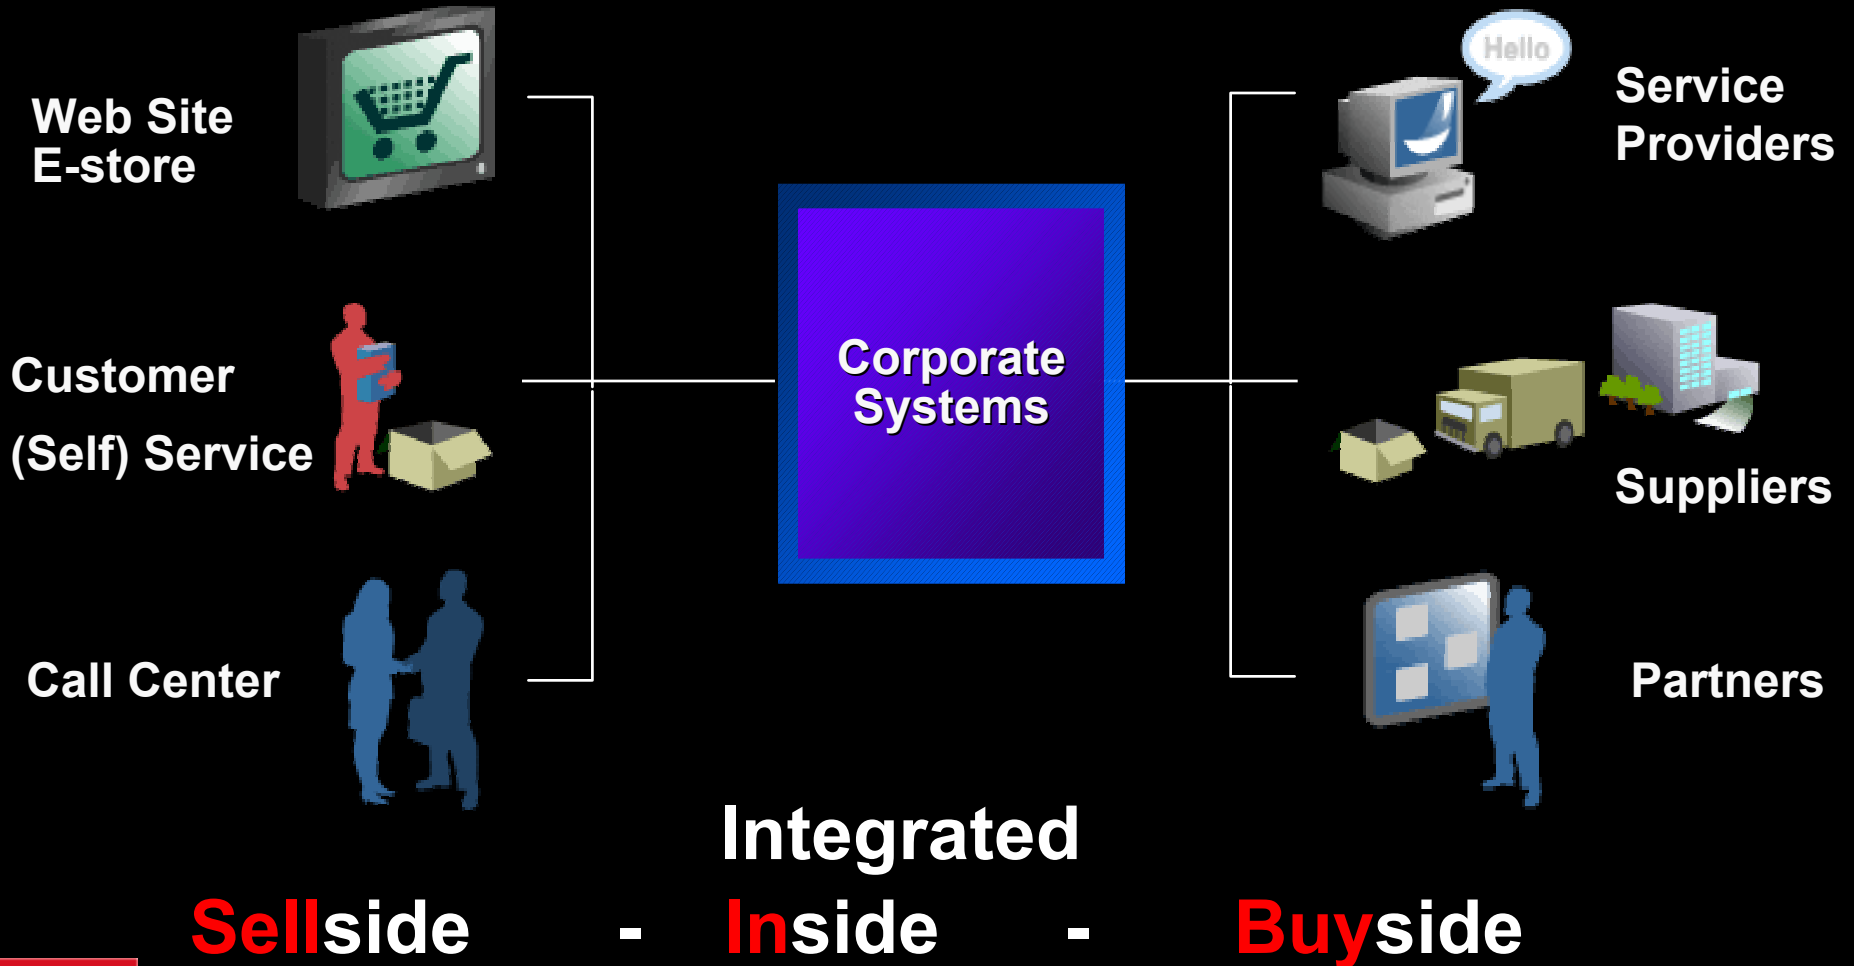 Web Site
E-store
Customer
(Self) Service
Call Center
Corporate
Systems
Hello
Service
Providers
Suppliers
Partners
Integrated
Sellside - Inside - Buyside